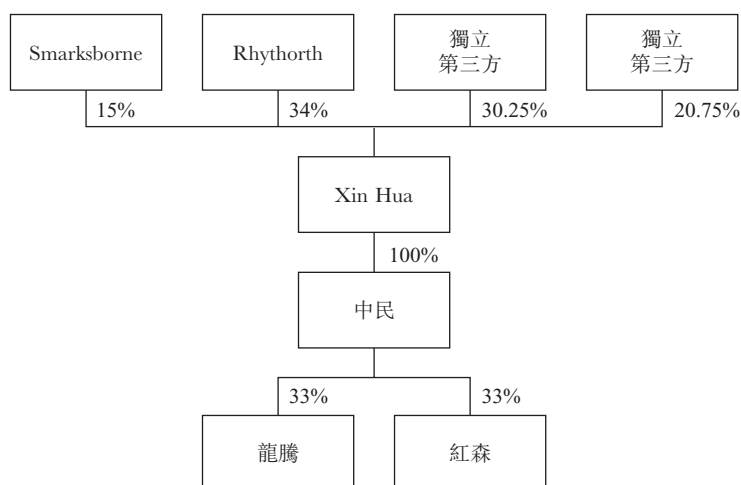 Smarksborne
Rhythorth
獨立
第三方
獨立
第三方
15%
34%
30.25%
20.75%
Xin Hua
100%
中民
33%
33%
龍騰
紅森